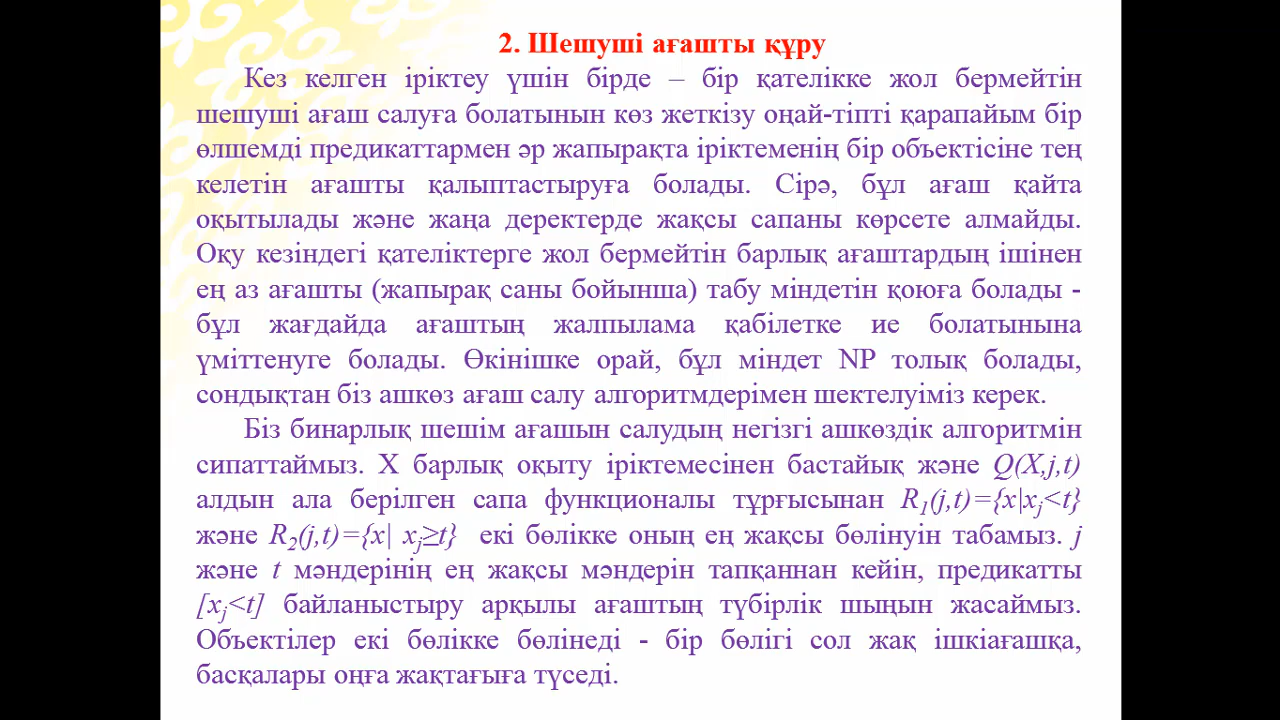 2. Шешуші ағашты құру
Кез келген іріктеу үшін бірде – бір қателікке жол бермейтін
шешуші ағаш салуға болатынын көз жеткізу оңай-тіпті қарапайым бір
өлшемді предикаттармен әр жапырақта іріктеменің бір объектісіне тең
келетін ағашты қалыптастыруға болады. Сірә, бұл ағаш қайта
оқытылады және жаңа деректерде жақсы сапаны көрсете алмайды.
Оқу кезіндегі қателіктерге жол бермейтін барлық ағаштардың ішінен
ең аз ағашты (жапырақ саны бойынша) табу міндетін қоюға болады -
бұл жағдайда ағаштың жалпылама қабілетке ие болатынына
үміттенуге болады. Өкінішке орай, бұл міндет NP толық болады,
сондықтан біз ашкөз ағаш салу алгоритмдерімен шектелуіміз керек.
Біз бинарлық шешім ағашын салудың негізгі ашкөздік алгоритмін
сипаттаймыз. X барлық оқыту іріктемесінен бастайық және Q(X,j,t)
алдын ала берілген сапа функционалы тұрғысынан R₁(j,t)={x|xⱼ<t}
және R₂(j,t)={x| xⱼ≥t} екі бөлікке оның ең жақсы бөлінуін табамыз. j
және t мәндерінің ең жақсы мәндерін тапқаннан кейін, предикатты
[xⱼ<t] байланыстыру арқылы ағаштың түбірлік шыңын жасаймыз.
Объектілер екі бөлікке бөлінеді - бір бөлігі сол жақ ішкіағашқа,
басқалары оңға жақтағыға түседі.